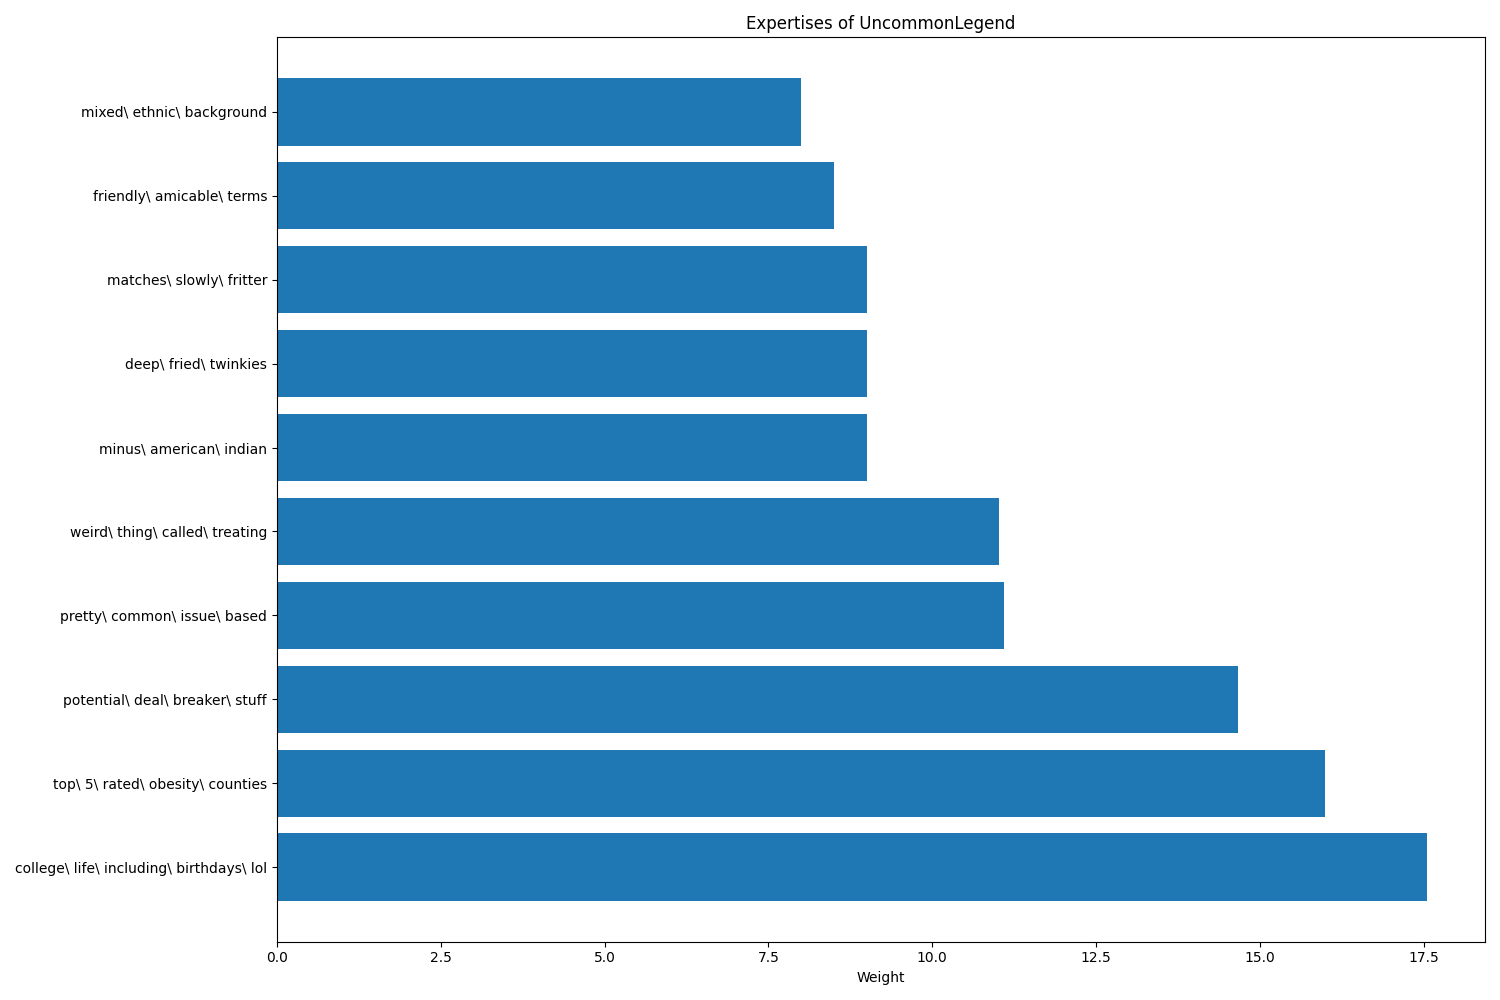 Expertises of UncommonLegend
mixed\ ethnic\ background
friendly\ amicable\ terms
matches\ slowly\ fritter
deep\ fried\ twinkies
minus\ american\ indian
weird\ thing\ called\ treating
pretty\ common\ issue\ based
potential\ deal\ breaker\ stuff
top\ 5\ rated\ obesity\ counties
college\ life\ including\ birthdays\ lol
0.0 2.5 5.0 7.5 10.0 12.5 15.0 17.5
Weight